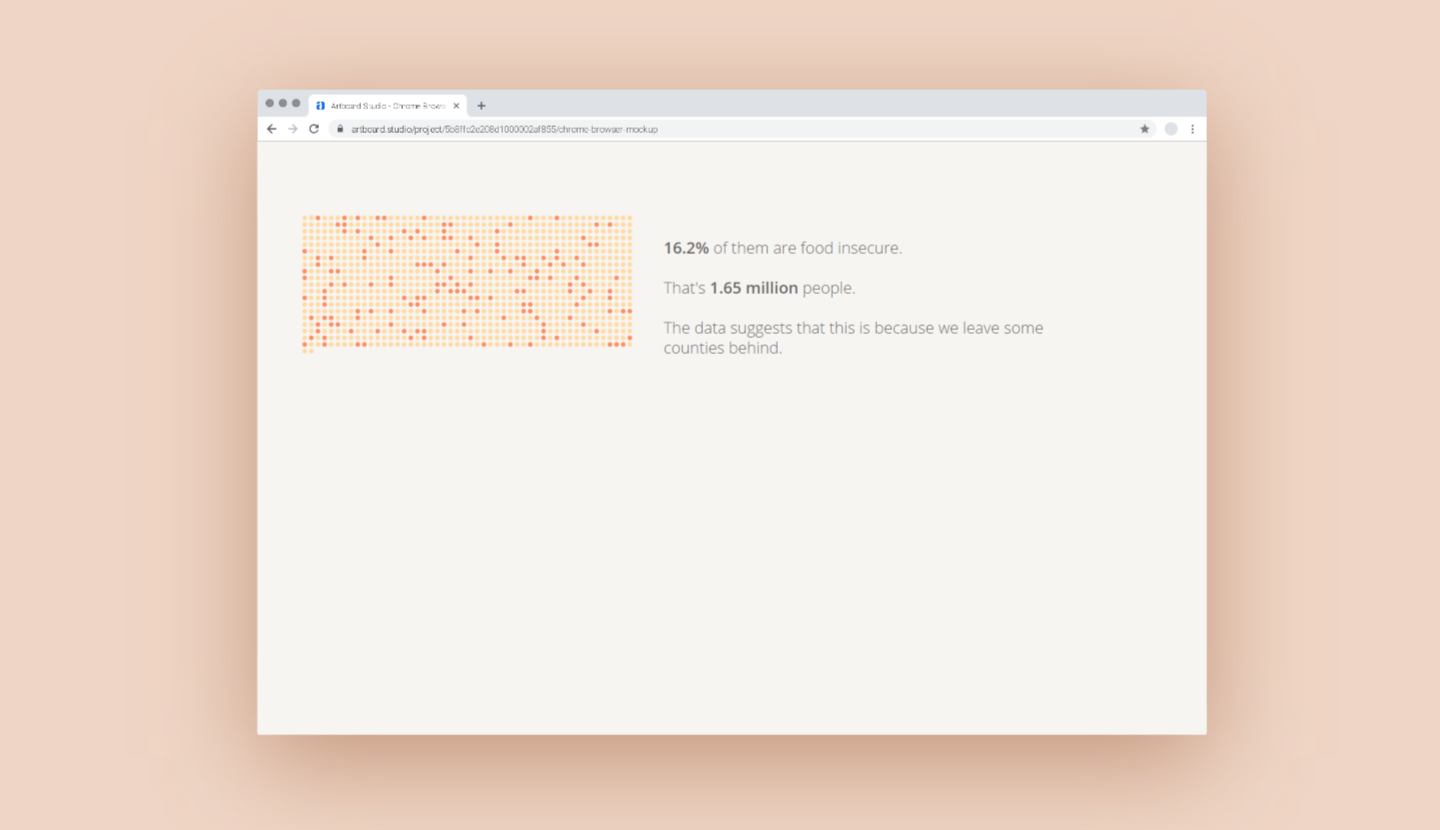 Artboard Studio - Chrome Brows
artboard.studio/project/5b8ffc2e208d1000002af855/chrome-browser-mockup
16.2% of them are food insecure.
That's 1.65 million people.
The data suggests that this is because we leave some
counties behind.